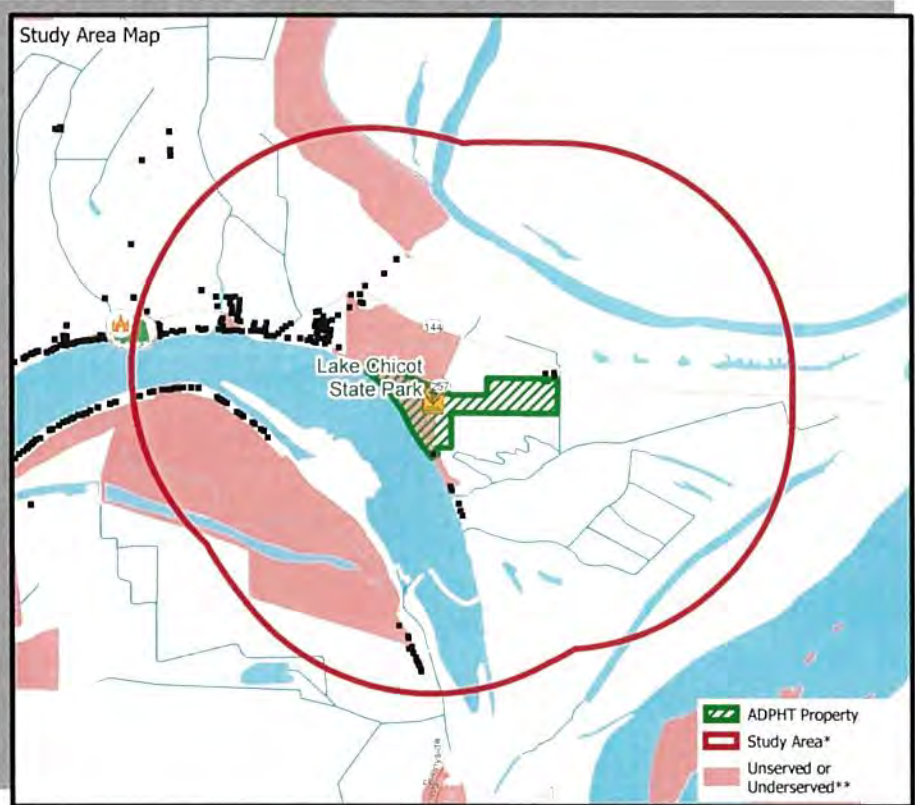 Study Area Map
144
Lake Chicot
State Park
257
ADPHT Property
Study Area*
Unserved or
Underserved**